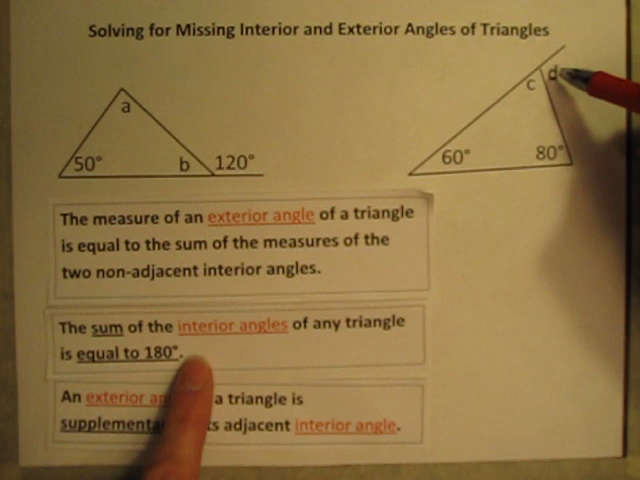 Solving for Missing Interior and Exterior Angles of Triangles
a
50°
b
120°
c
d
60°
80°
The measure of an exterior angle of a triangle
is equal to the sum of the measures of the
two non-adjacent interior angles.
The sum of the interior angles of any triangle
is equal to 180°.
An exterior a triangle is
adjacent interior angle.